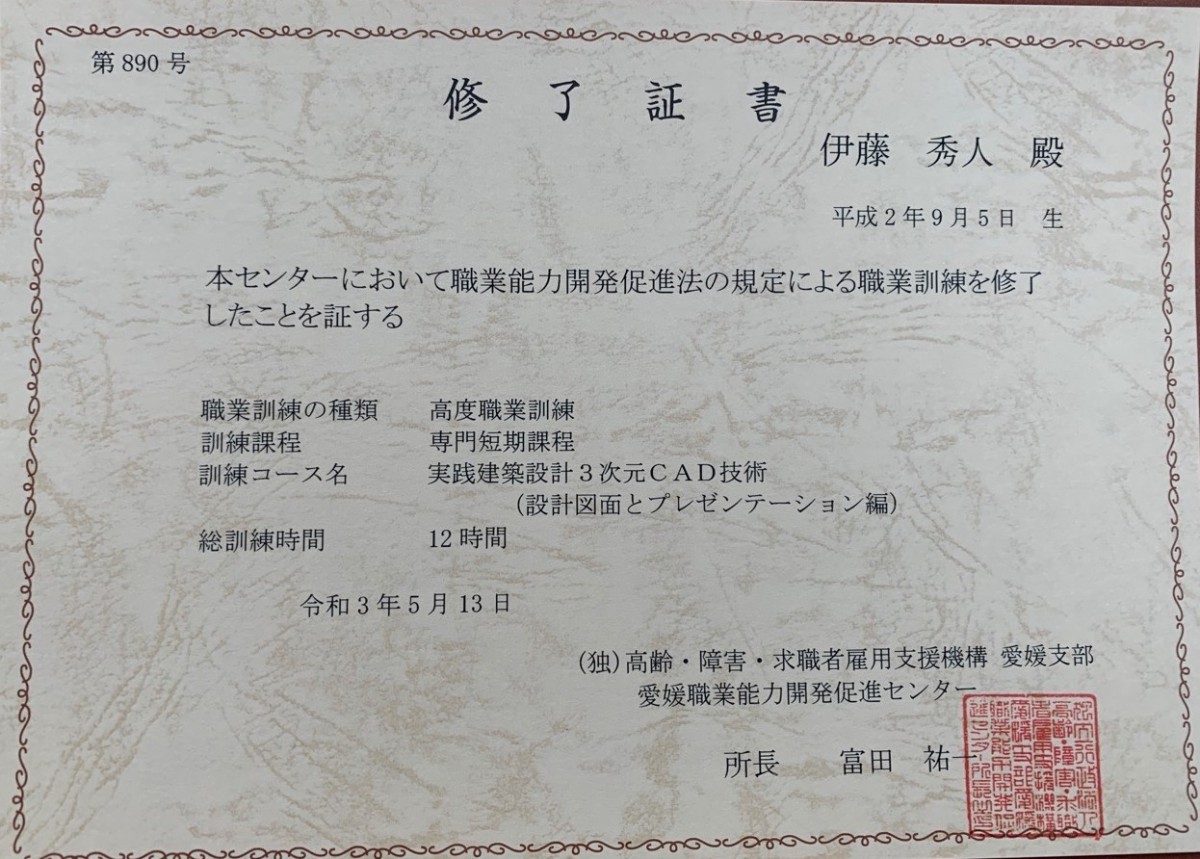 第 890 号
修了証書
伊藤　秀人　殿
平成２年９月５日　生
本センターにおいて職業能力開発促進法の規定による職業訓練を修了
したことを証する
職業訓練の種類　　高度職業訓練
訓練課程　　専門短期課程
訓練コース名　　実践建築設計３次元ＣＡＤ技術
（設計図面とプレゼンテーション編）
総訓練時間　　12 時間
令和３年５月 13 日
（独）高齢・障害・求職者雇用支援機構 愛媛支部
愛媛職業能力開発促進センター
所長　　富田　祐一